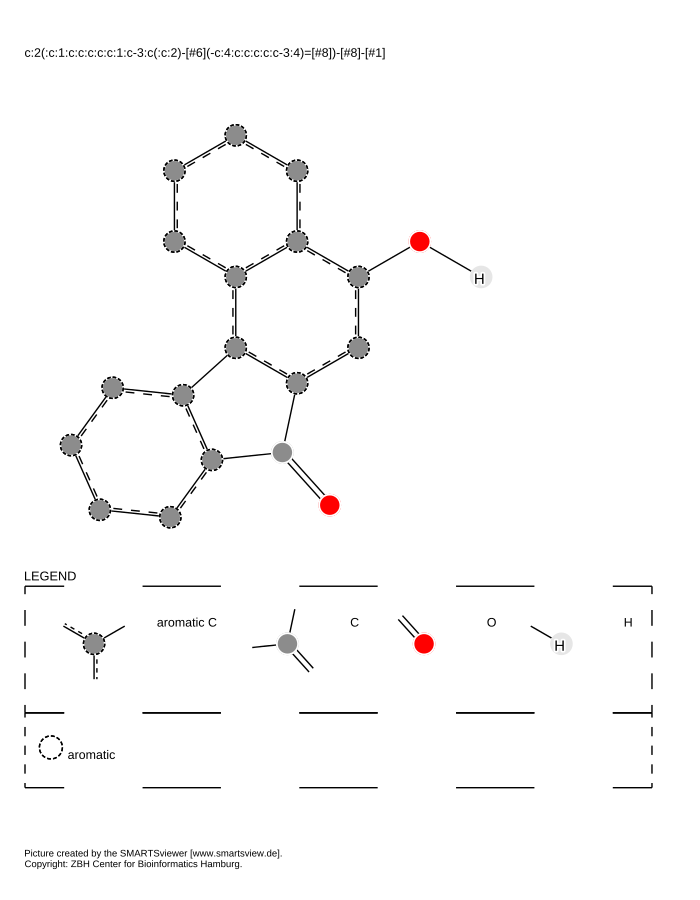 c:2(:c:1:c:c:c:c:c:1:c-3:c(:c:2)-[#6](-c:4:c:c:c:c:c-3:4)=[#8])-[#8]-[#1]
H
LEGEND
aromatic C
C
O
H
H
aromatic
Picture created by the SMARTSviewer [www.smartsview.de].
Copyright: ZBH Center for Bioinformatics Hamburg.